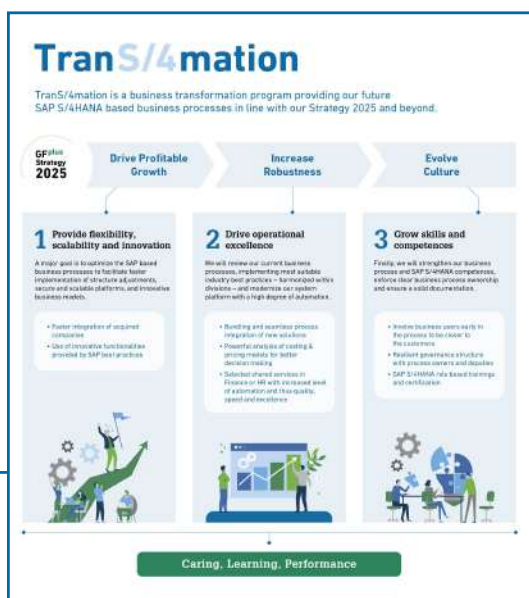 TranS/4mation
TranS/4mation is a business transformation program providing our future
SAP S/4HANA based business processes in line with our Strategy 2025 and beyond.
GFplus
Strategy
2025
Drive Profitable
Growth
Increase
Robustness
Evolve
Culture
1 Provide flexibility,
scalability and innovation
A major goal is to optimize the SAP based
business processes to facilitate faster
implementation of structure adjustments,
secure and scalable platforms, and innovative
business models.
• Faster integration of acquired
companies
• Use of innovative functionalities
provided by SAP best practices
2 Drive operational
excellence
We will review our current business
processes, implementing most suitable
industry best practices – harmonized within
divisions – and modernize our system
platform with a high degree of automation.
• Bundling and seamless process
integration of new solutions
• Powerful analysis of costing &
pricing models for better
decision making
• Selected shared services in
Finance or HR with increased level
of automation and thus quality,
speed and excellence
3 Grow skills and
competences
Finally, we will strengthen our business
process and SAP S/4HANA competences,
enforce clear business process ownership
and ensure a solid documentation.
• Involve business users early in
the process to be closer to
the customers
• Resilient governance structure
with process owners and deputies
• SAP S/4HANA role based trainings
and certification
Caring, Learning, Performance